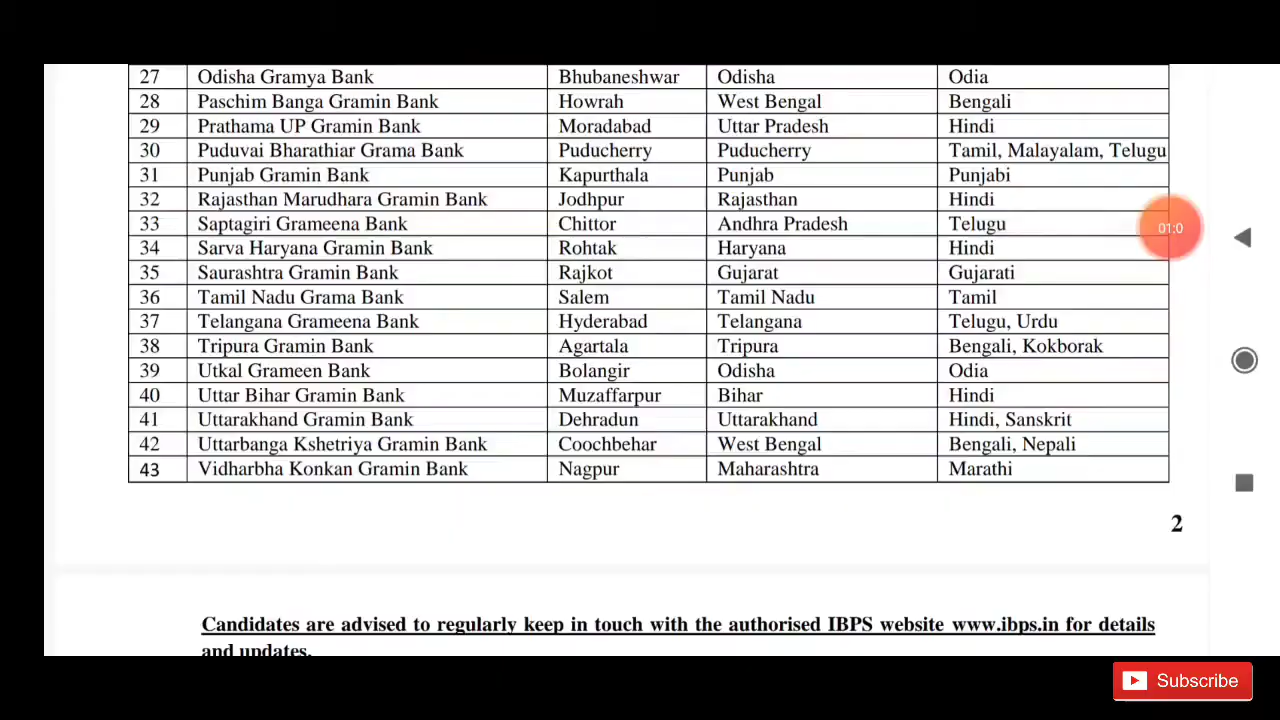 27 Odisha Gramya Bank Bhubaneshwar Odisha Odia
28 Paschim Banga Gramin Bank Howrah West Bengal Bengali
29 Prathama UP Gramin Bank Moradabad Uttar Pradesh Hindi
30 Puduvai Bharathiar Grama Bank Puducherry Puducherry Tamil, Malayalam, Telugu
31 Punjab Gramin Bank Kapurthala Punjab Punjabi
32 Rajasthan Marudhara Gramin Bank Jodhpur Rajasthan Hindi
33 Saptagiri Grameena Bank Chittor Andhra Pradesh Telugu
34 Sarva Haryana Gramin Bank Rohtak Haryana Hindi
35 Saurashtra Gramin Bank Rajkot Gujarat Gujarati
36 Tamil Nadu Grama Bank Salem Tamil Nadu Tamil
37 Telangana Grameena Bank Hyderabad Telangana Telugu, Urdu
38 Tripura Gramin Bank Agartala Tripura Bengali, Kokborak
39 Utkal Grameen Bank Bolangir Odisha Odia
40 Uttar Bihar Gramin Bank Muzaffarpur Bihar Hindi
41 Uttarakhand Gramin Bank Dehradun Uttarakhand Hindi, Sanskrit
42 Uttarbanga Kshetriya Gramin Bank Coochbehar West Bengal Bengali, Nepali
43 Vidharbha Konkan Gramin Bank Nagpur Maharashtra Marathi
01:0
2
Candidates are advised to regularly keep in touch with the authorised IBPS website www.ibps.in for details
and updates.
Subscribe